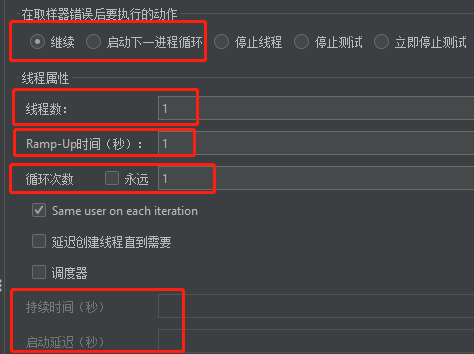 在取样器错误后要执行的动作
继续 启动下一进程循环 停止线程 停止测试 立即停止测试
线程属性
线程数： 1
Ramp-Up时间（秒）： 1
循环次数 永远 1
Same user on each iteration
延迟创建线程直到需要
调度器
持续时间（秒）
启动延迟（秒）